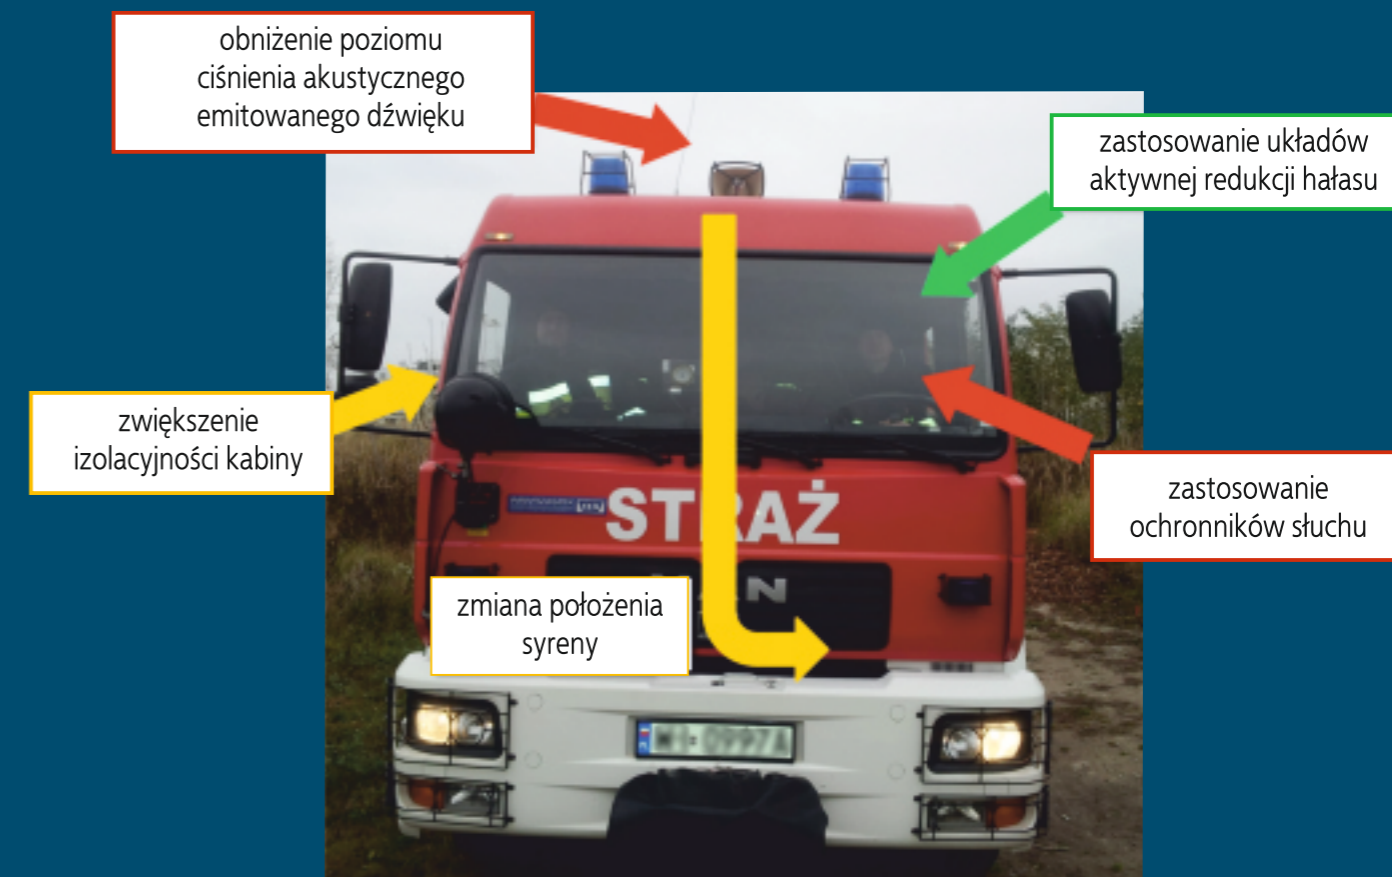 obniżenie poziomu
ciśnienia akustycznego
emitowanego dźwięku
zastosowanie układów
aktywnej redukcji hałasu
zwiększenie
izolacyjności kabiny
zastosowanie
ochronników słuchu
STRAŻ
zmiana położenia
syreny